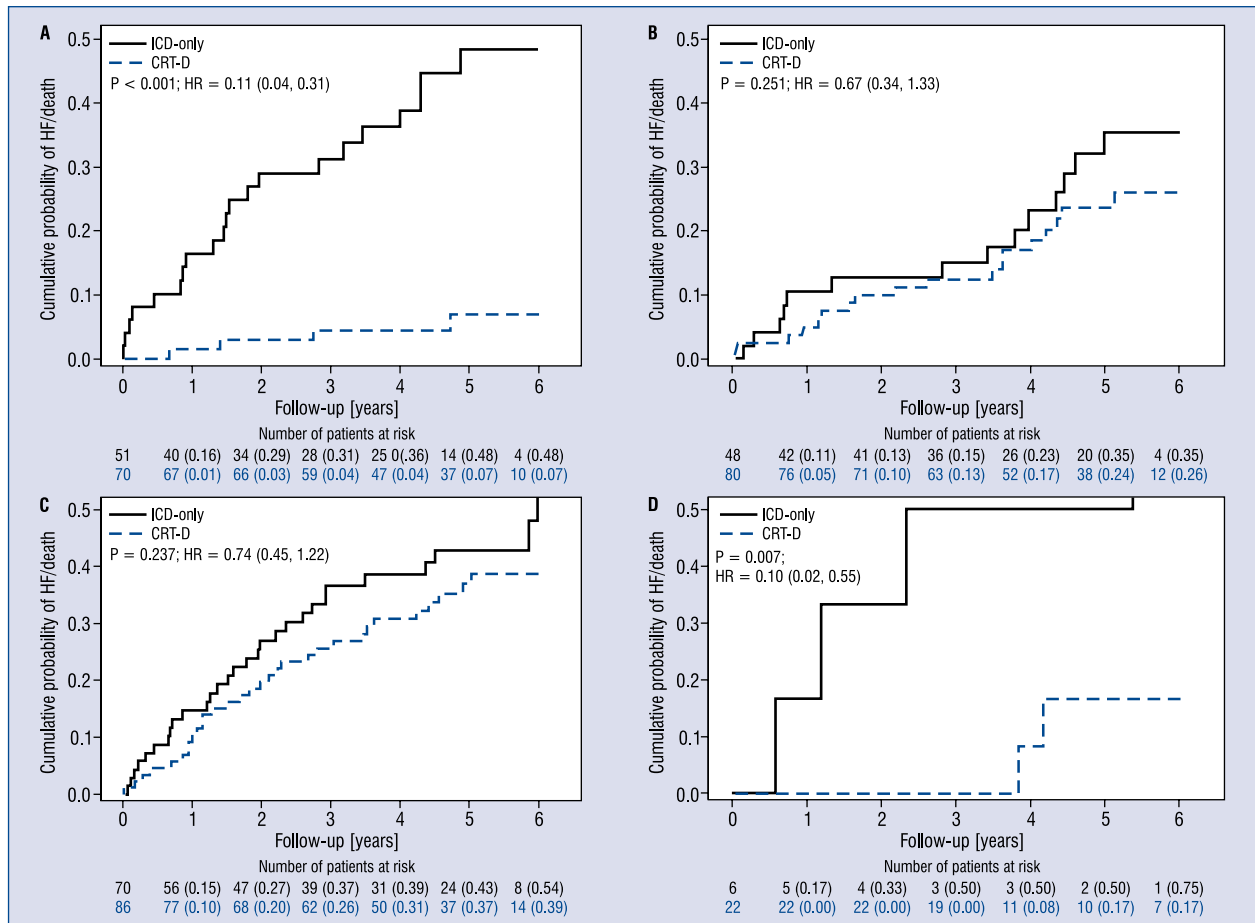 A
ICD-only
CRT-D
P < 0.001; HR = 0.11 (0.04, 0.31)
Cumulative probability of HF/death
0.5
0.4
0.3
0.2
0.1
0.0
0 1 2 3 4 5 6
Follow-up [years]
Number of patients at risk
51 40 (0.16) 34 (0.29) 28 (0.31) 25 0(.36) 14 (0.48) 4 (0.48)
70 67 (0.01) 66 (0.03) 59 (0.04) 47 (0.04) 37 (0.07) 10 (0.07)
B
ICD-only
CRT-D
P = 0.251; HR = 0.67 (0.34, 1.33)
Cumulative probability of HF/death
0.5
0.4
0.3
0.2
0.1
0.0
0 1 2 3 4 5 6
Follow-up [years]
Number of patients at risk
48 42 (0.11) 41 (0.13) 36 (0.15) 26 (0.23) 20 (0.35) 4 (0.35)
80 76 (0.05) 71 (0.10) 63 (0.13) 52 (0.17) 38 (0.24) 12 (0.26)
C
ICD-only
CRT-D
P = 0.237; HR = 0.74 (0.45, 1.22)
Cumulative probability of HF/death
0.5
0.4
0.3
0.2
0.1
0.0
0 1 2 3 4 5 6
Follow-up [years]
Number of patients at risk
70 56 (0.15) 47 (0.27) 39 (0.37) 31 (0.39) 24 (0.43) 8 (0.54)
86 77 (0.10) 68 (0.20) 62 (0.26) 50 (0.31) 37 (0.37) 14 (0.39)
D
ICD-only
CRT-D
P = 0.007;
HR = 0.10 (0.02, 0.55)
Cumulative probability of HF/death
0.5
0.4
0.3
0.2
0.1
0.0
0 1 2 3 4 5 6
Follow-up [years]
Number of patients at risk
6 5 (0.17) 4 (0.33) 3 (0.50) 3 (0.50) 2 (0.50) 1 (0.75)
22 22 (0.00) 22 (0.00) 19 (0.00) 11 (0.08) 10 (0.17) 7 (0.17)